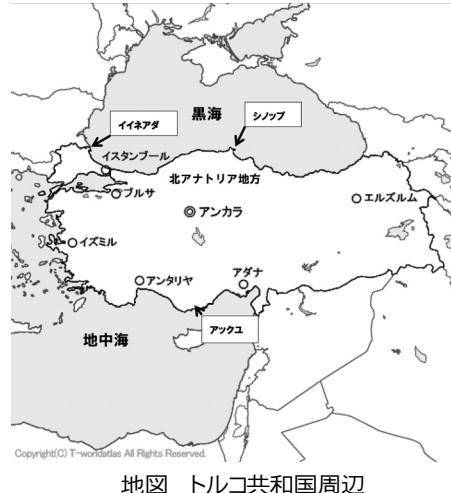 イイネアダ
黒海
シノップ
イスタンブール
北アナトリア地方
ブルサ
エルズルム
アンカラ
イズミル
アンタリヤ
アダナ
アックユ
地中海
Copyright(C) T-worldatlas All Rights Reserved.
地図 トルコ共和国周辺